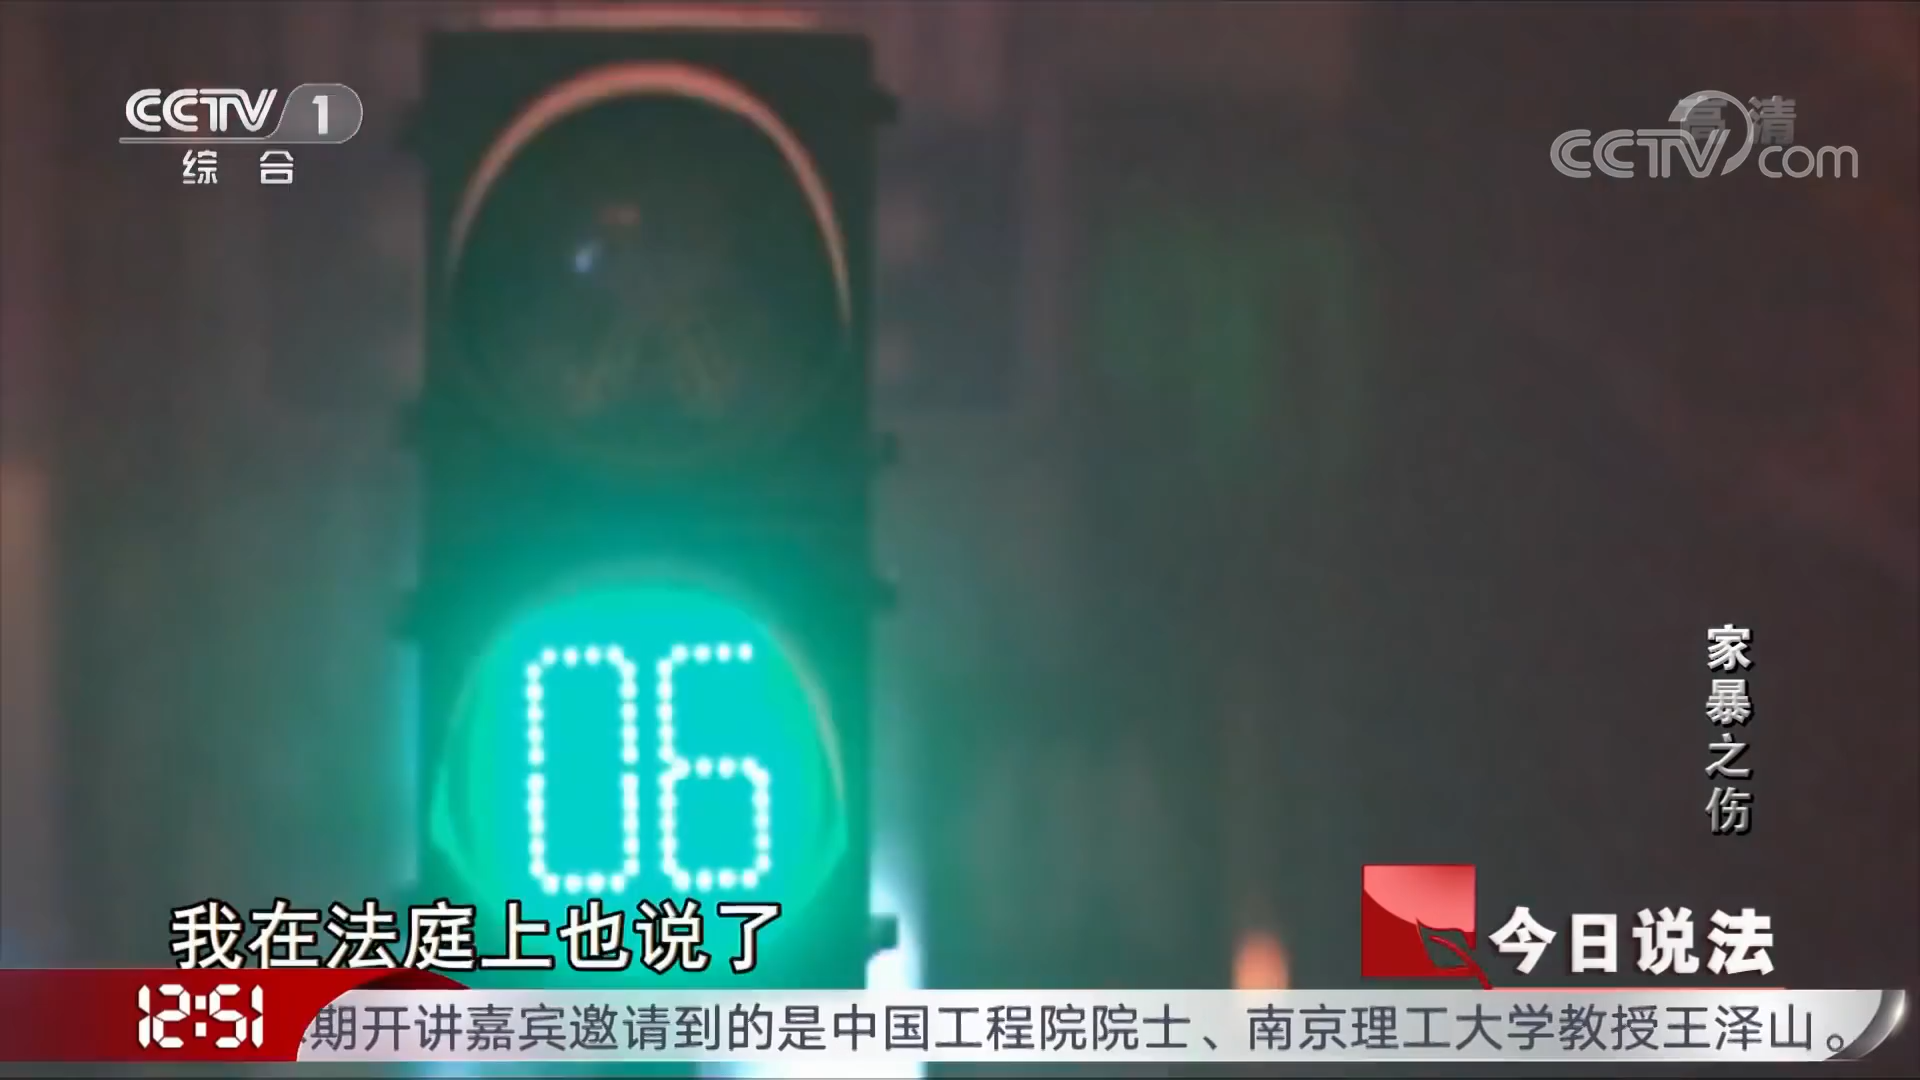 CCTV 1
综合
高清
CCTV.com
06
家暴之伤
我在法庭上也说了
今日说法
12:51
期开讲嘉宾邀请到的是中国工程院院士、南京理工大学教授王泽山。